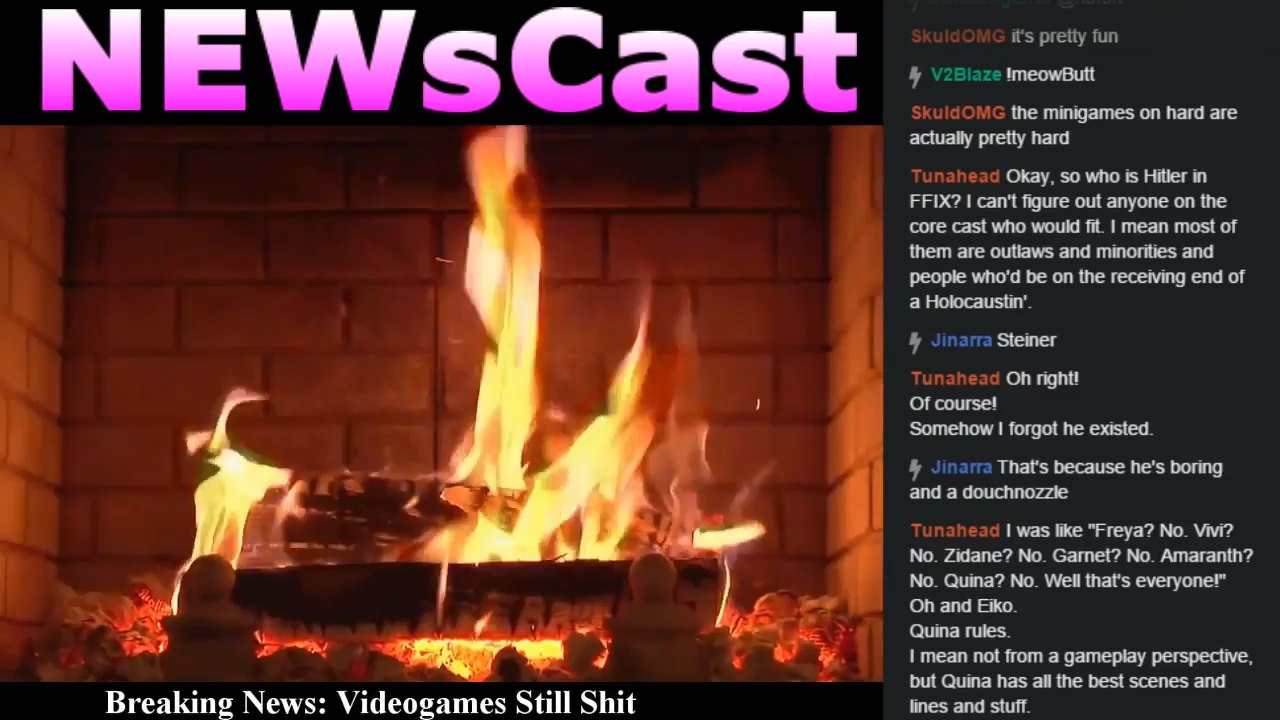 NEWsCast
SkuldOMG it's pretty fun
V2Blaze !meowButt
SkuldOMG the minigames on hard are
actually pretty hard
Tunahead Okay, so who is Hitler in
FFIX? I can't figure out anyone on the
core cast who would fit. I mean most of
them are outlaws and minorities and
people who'd be on the receiving end of
a Holocaustin'.
Jinarra Steiner
Tunahead Oh right!
Of course!
Somehow I forgot he existed.
Jinarra That's because he's boring
and a douchnozzle
Tunahead I was like "Freya? No. Vivi?
No. Zidane? No. Garnet? No. Amaranth?
No. Quina? No. Well that's everyone!"
Oh and Eiko.
Quina rules.
I mean not from a gameplay perspective,
but Quina has all the best scenes and
lines and stuff.
Breaking News: Videogames Still Shit